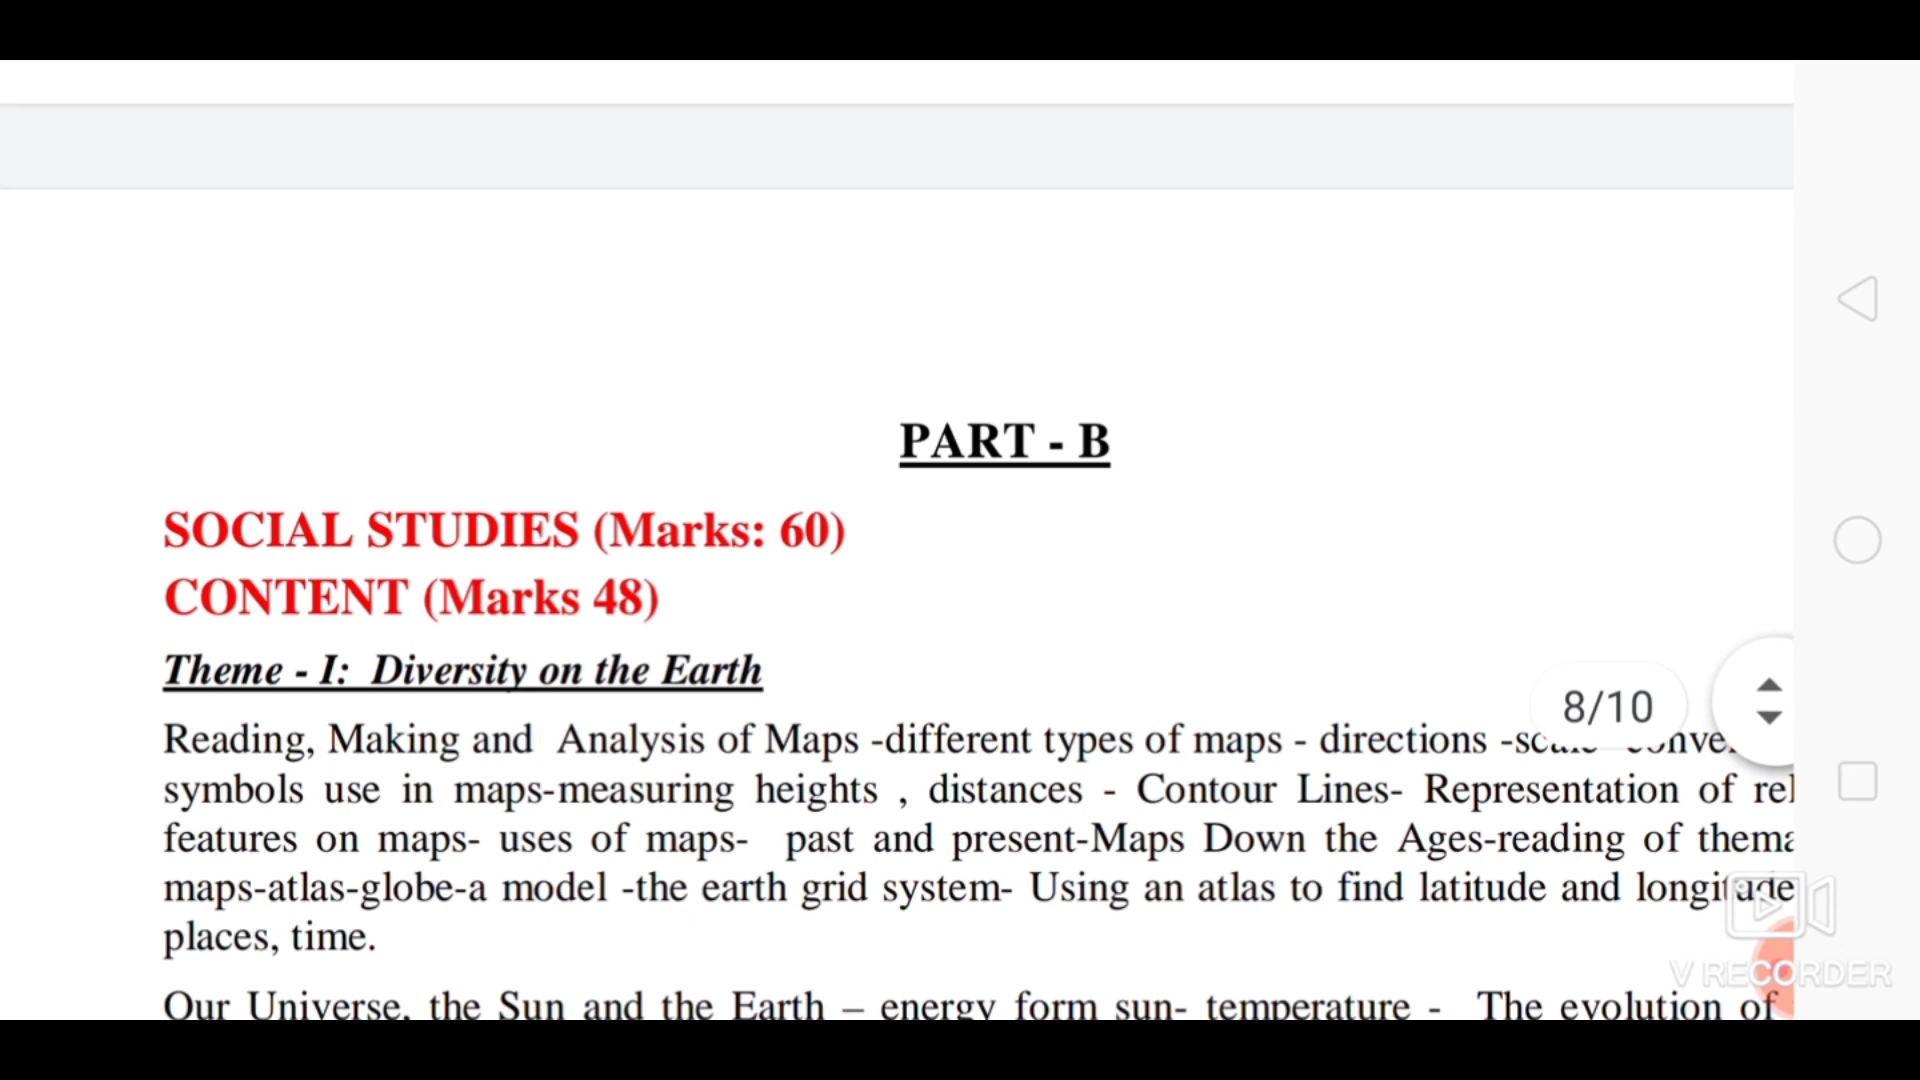 PART - B
SOCIAL STUDIES (Marks: 60)
CONTENT (Marks 48)
Theme - I: Diversity on the Earth
8/10
Reading, Making and Analysis of Maps -different types of maps - directions
symbols use in maps-measuring heights , distances - Contour Lines- Representation of
features on maps- uses of maps- past and present-Maps Down the Ages-reading of
maps-atlas-globe-a model -the earth grid system- Using an atlas to find latitude and longitude
places, time.
V RECORDER
Our Universe, the Sun and the Earth – energy form sun- temperature - The evolution of